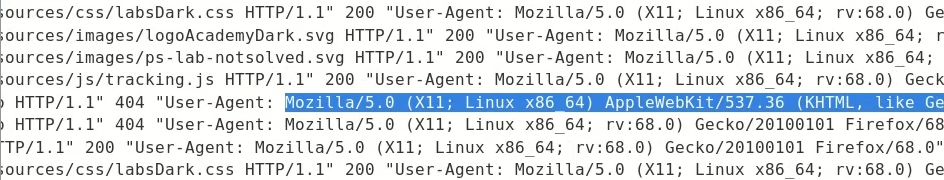 sources/css/labsDark.css HTTP/1.1" 200 "User-Agent: Mozilla/5.0 (X11; Linux x86_64; rv:68.0) Ge
sources/images/logoAcademyDark.svg HTTP/1.1" 200 "User-Agent: Mozilla/5.0 (X11; Linux x86_64; r
sources/images/ps-lab-notsolved.svg HTTP/1.1" 200 "User-Agent: Mozilla/5.0 (X11; Linux x86_64;
sources/js/tracking.js HTTP/1.1" 200 "User-Agent: Mozilla/5.0 (X11; Linux x86_64; rv:68.0) Geck
HTTP/1.1" 404 "User-Agent: Mozilla/5.0 (X11; Linux x86_64) AppleWebKit/537.36 (KHTML, like Ge
HTTP/1.1" 404 "User-Agent: Mozilla/5.0 (X11; Linux x86_64; rv:68.0) Gecko/20100101 Firefox/68
TP/1.1" 200 "User-Agent: Mozilla/5.0 (X11; Linux x86_64; rv:68.0) Gecko/20100101 Firefox/68.0"
sources/css/labsDark.css HTTP/1.1" 200 "User-Agent: Mozilla/5.0 (X11; Linux x86_64; rv:68.0) Ge